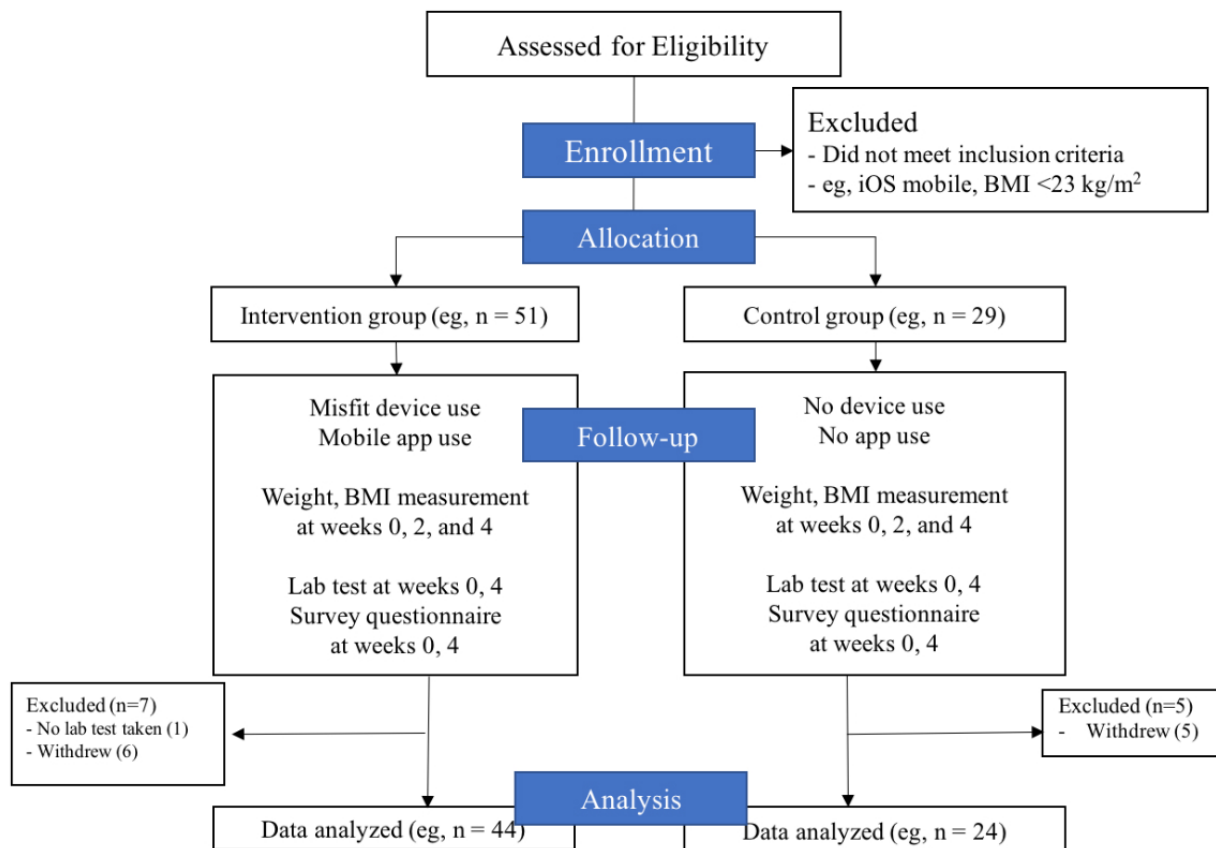 Assessed for Eligibility
Enrollment
Excluded
- Did not meet inclusion criteria
- eg, iOS mobile, BMI <23 kg/m²
Allocation
Intervention group (eg, n = 51)
Control group (eg, n = 29)
Misfit device use
Mobile app use
Weight, BMI measurement
at weeks 0, 2, and 4
Lab test at weeks 0, 4
Survey questionnaire
at weeks 0, 4
Follow-up
No device use
No app use
Weight, BMI measurement
at weeks 0, 2, and 4
Lab test at weeks 0, 4
Survey questionnaire
at weeks 0, 4
Excluded (n=7)
- No lab test taken (1)
- Withdrew (6)
Excluded (n=5)
- Withdrew (5)
Analysis
Data analyzed (eg, n = 44)
Data analyzed (eg, n = 24)